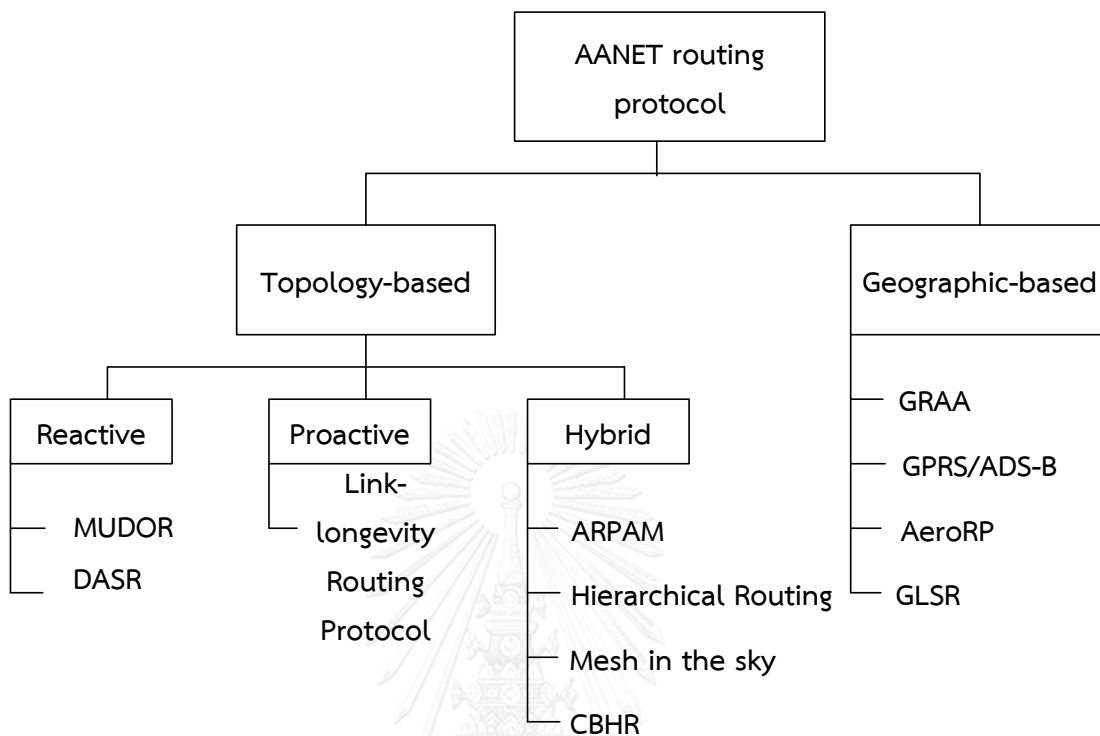 AANET routing
protocol
Topology-based
Geographic-based
Reactive
Proactive
Hybrid
MUDOR
DASR
Link-
longevity
Routing
Protocol
ARPAM
Hierarchical Routing
Mesh in the sky
CBHR
GRAA
GPRS/ADS-B
AeroRP
GLSR